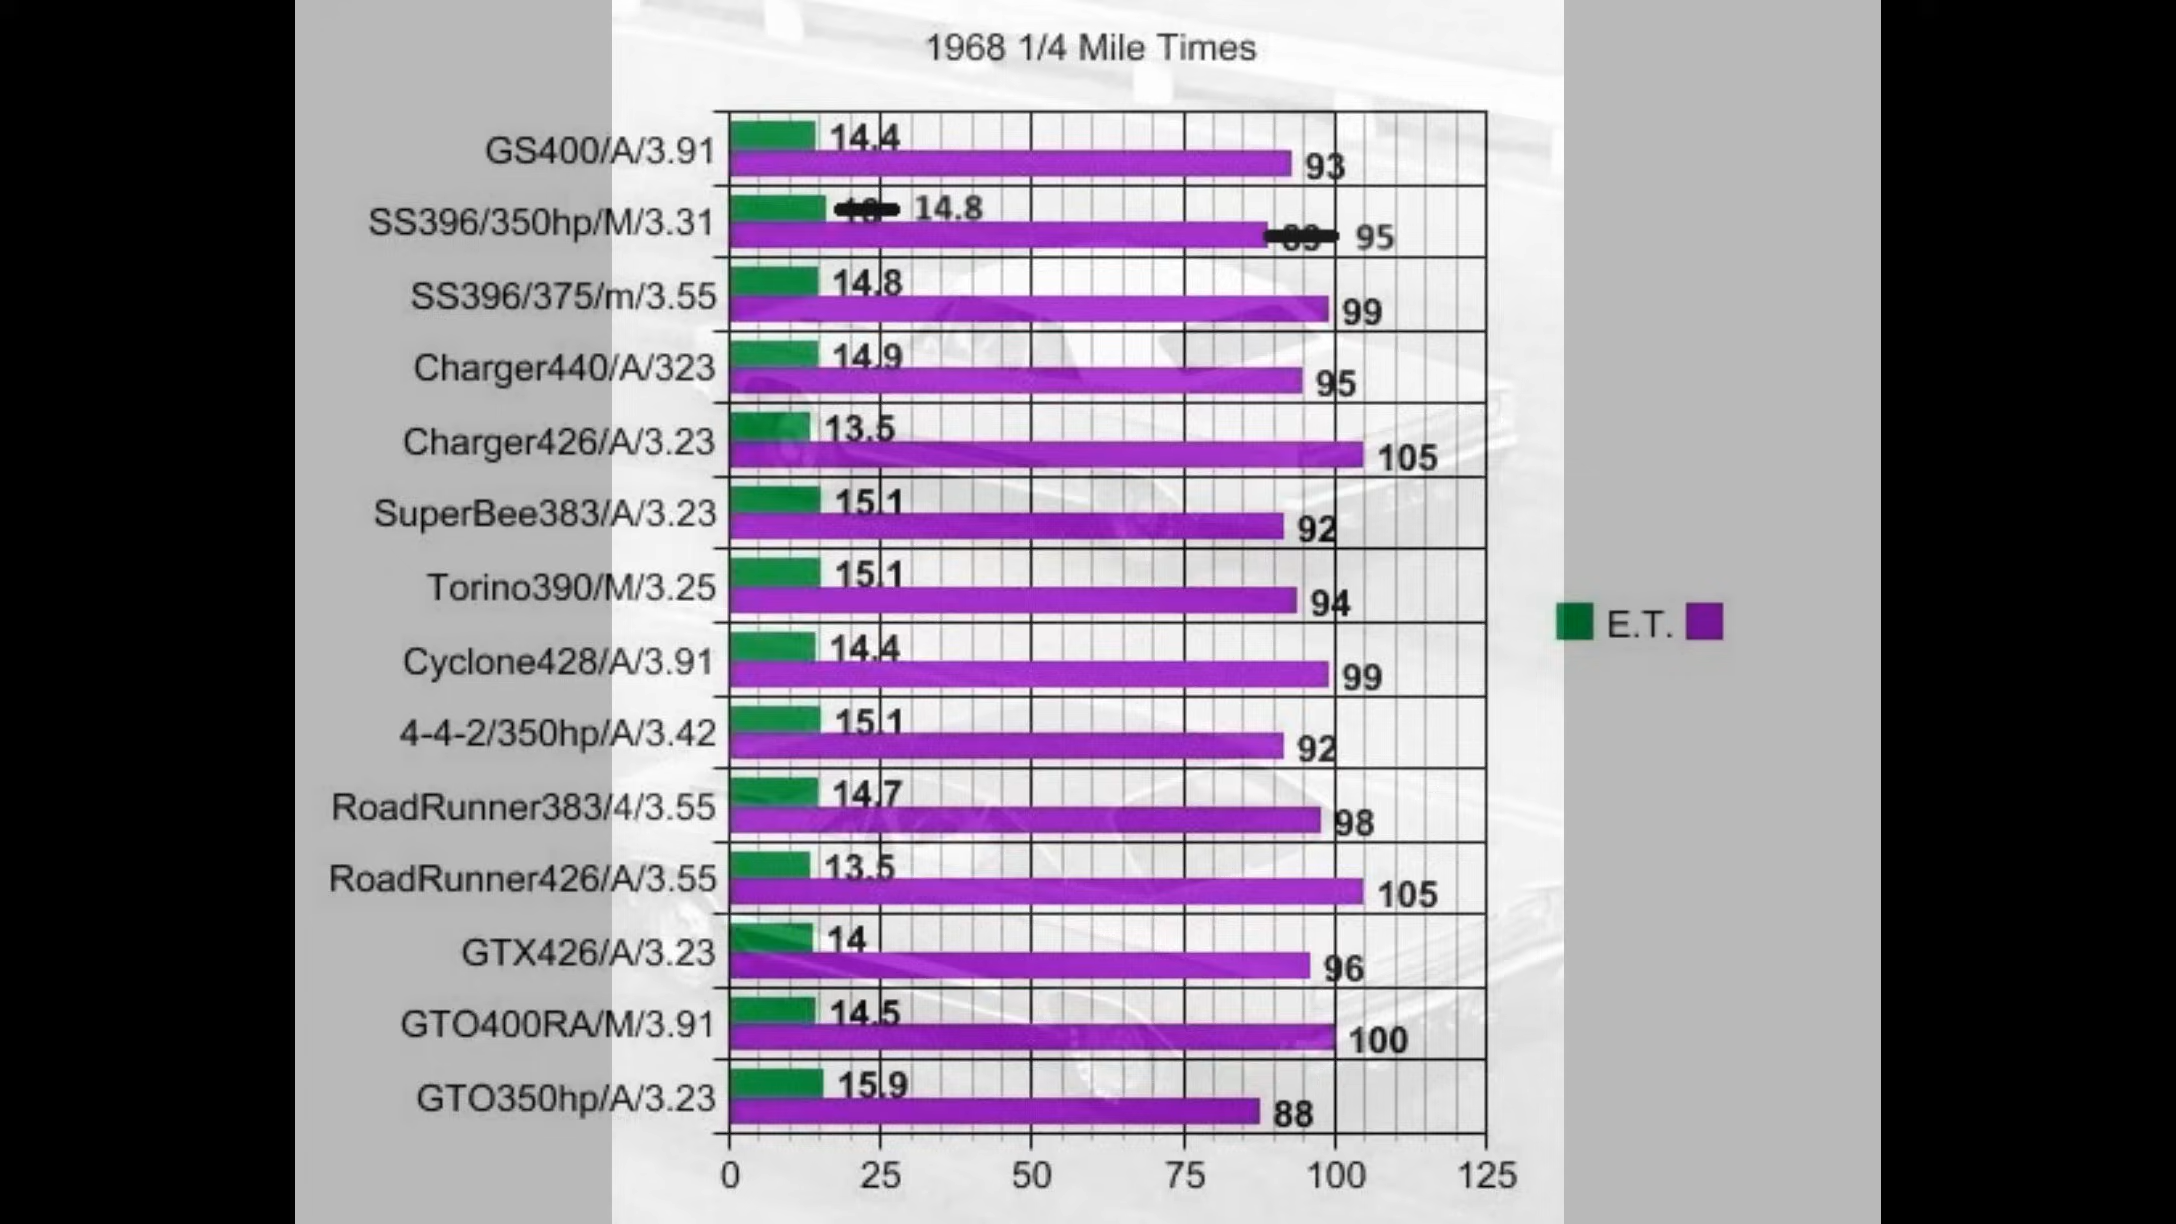 1968 1/4 Mile Times
GS400/A/3.91 14.4 93
SS396/350hp/M/3.31 14.8 95
SS396/375/m/3.55 14.8 99
Charger440/A/323 14.9 95
Charger426/A/3.23 13.5 105
SuperBee383/A/3.23 15.1 92
Torino390/M/3.25 15.1 94
Cyclone428/A/3.91 14.4 99
4-4-2/350hp/A/3.42 15.1 92
RoadRunner383/4/3.55 14.7 98
RoadRunner426/A/3.55 13.5 105
GTX426/A/3.23 14 96
GTO400RA/M/3.91 14.5 100
GTO350hp/A/3.23 15.9 88
0 25 50 75 100 125
E.T.